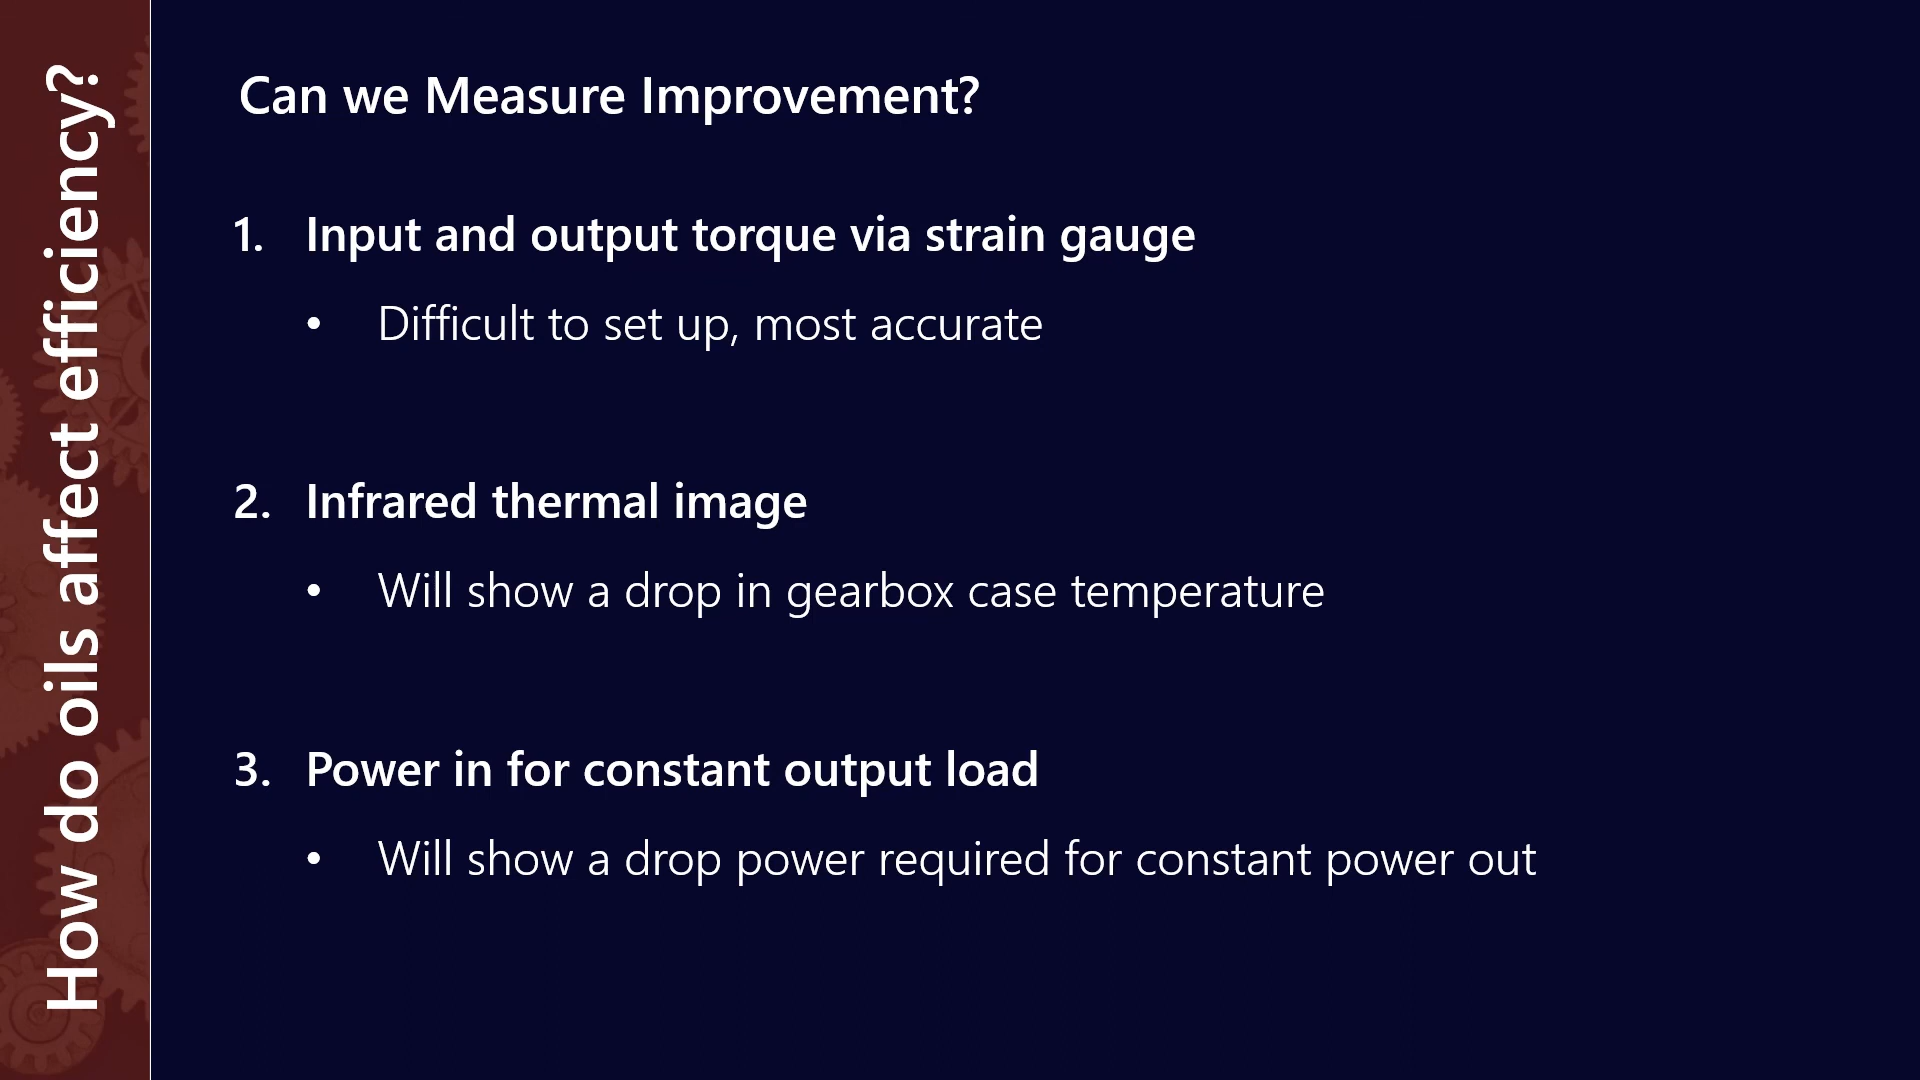 How do oils affect efficiency?
Can we Measure Improvement?
1. Input and output torque via strain gauge
• Difficult to set up, most accurate
2. Infrared thermal image
• Will show a drop in gearbox case temperature
3. Power in for constant output load
• Will show a drop power required for constant power out